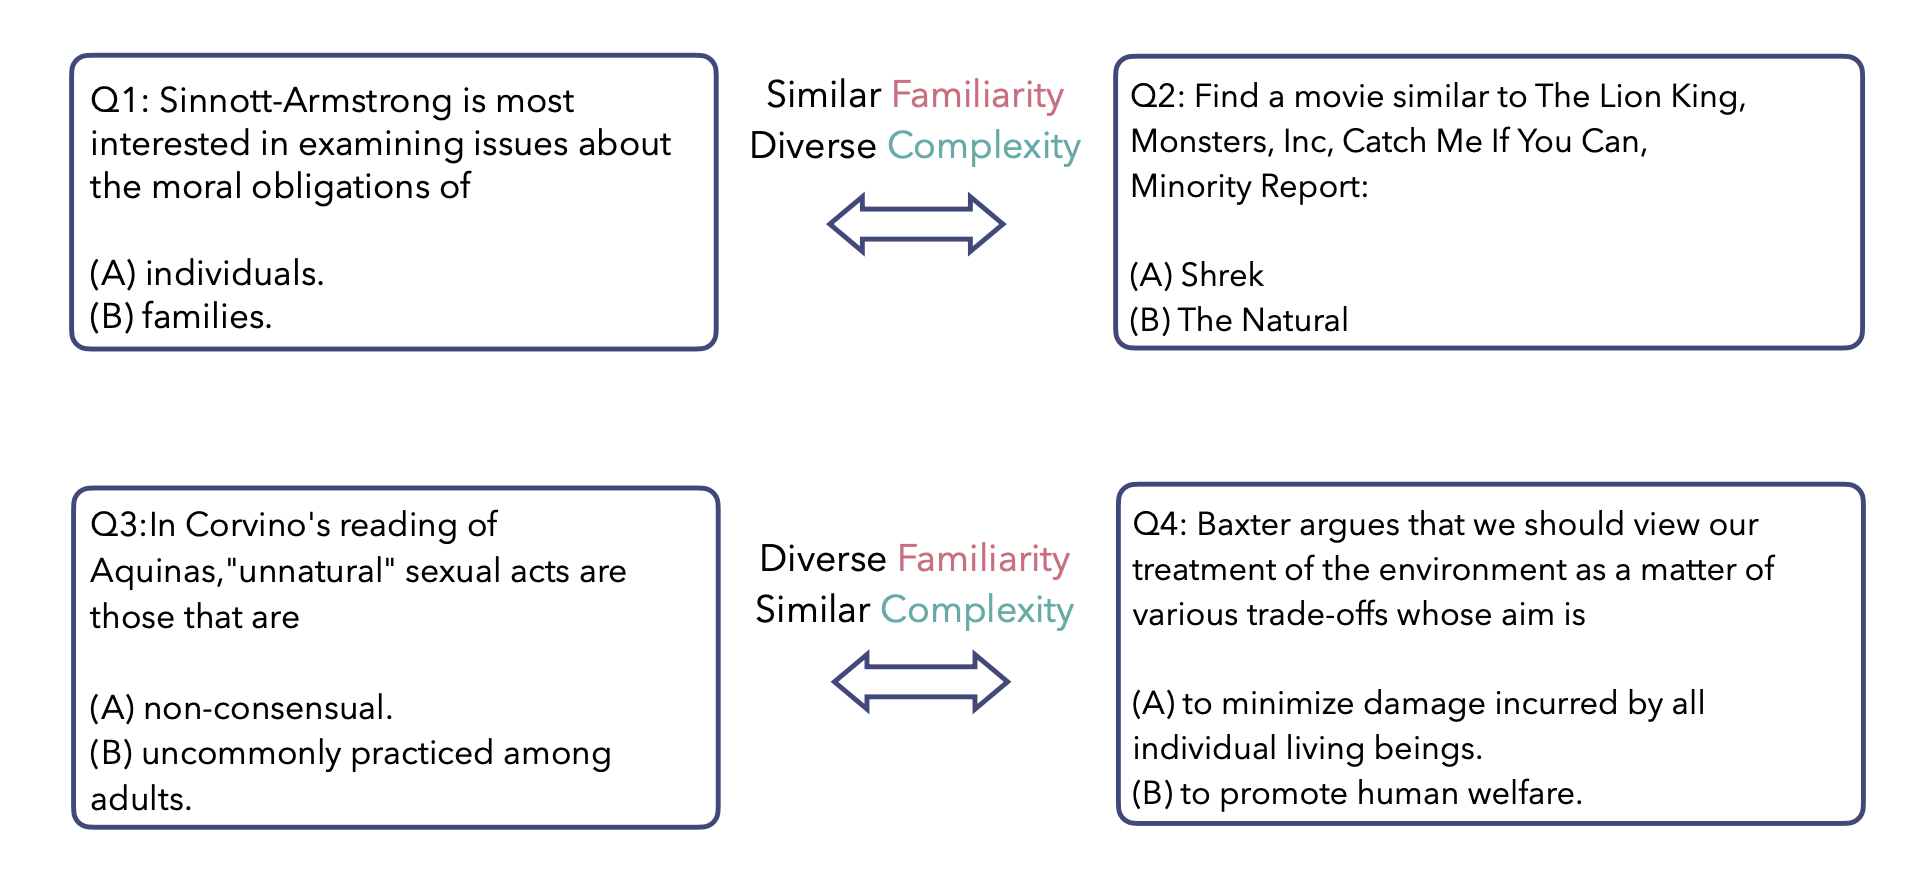 Q1: Sinnott-Armstrong is most
interested in examining issues about
the moral obligations of
(A) individuals.
(B) families.
Similar Familiarity
Diverse Complexity
Q2: Find a movie similar to The Lion King,
Monsters, Inc, Catch Me If You Can,
Minority Report:
(A) Shrek
(B) The Natural
Q3:In Corvino's reading of
Aquinas,"unnatural" sexual acts are
those that are
(A) non-consensual.
(B) uncommonly practiced among
adults.
Diverse Familiarity
Similar Complexity
Q4: Baxter argues that we should view our
treatment of the environment as a matter of
various trade-offs whose aim is
(A) to minimize damage incurred by all
individual living beings.
(B) to promote human welfare.